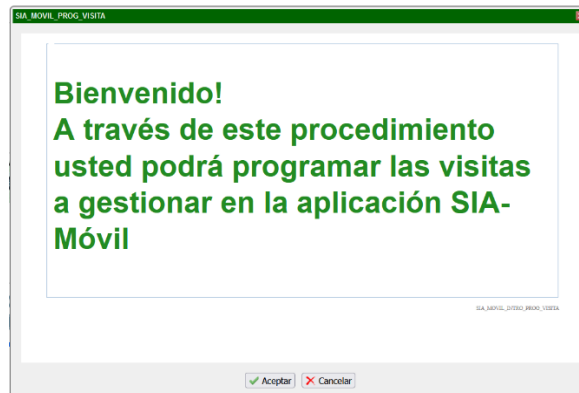 SIA_MOVIL_PROG_VISITA
Bienvenido!
A través de este procedimiento
usted podrá programar las visitas
a gestionar en la aplicación SIA-
Móvil
SIA_MOVIL_INTRO_PROG_VISITA
Aceptar Cancelar